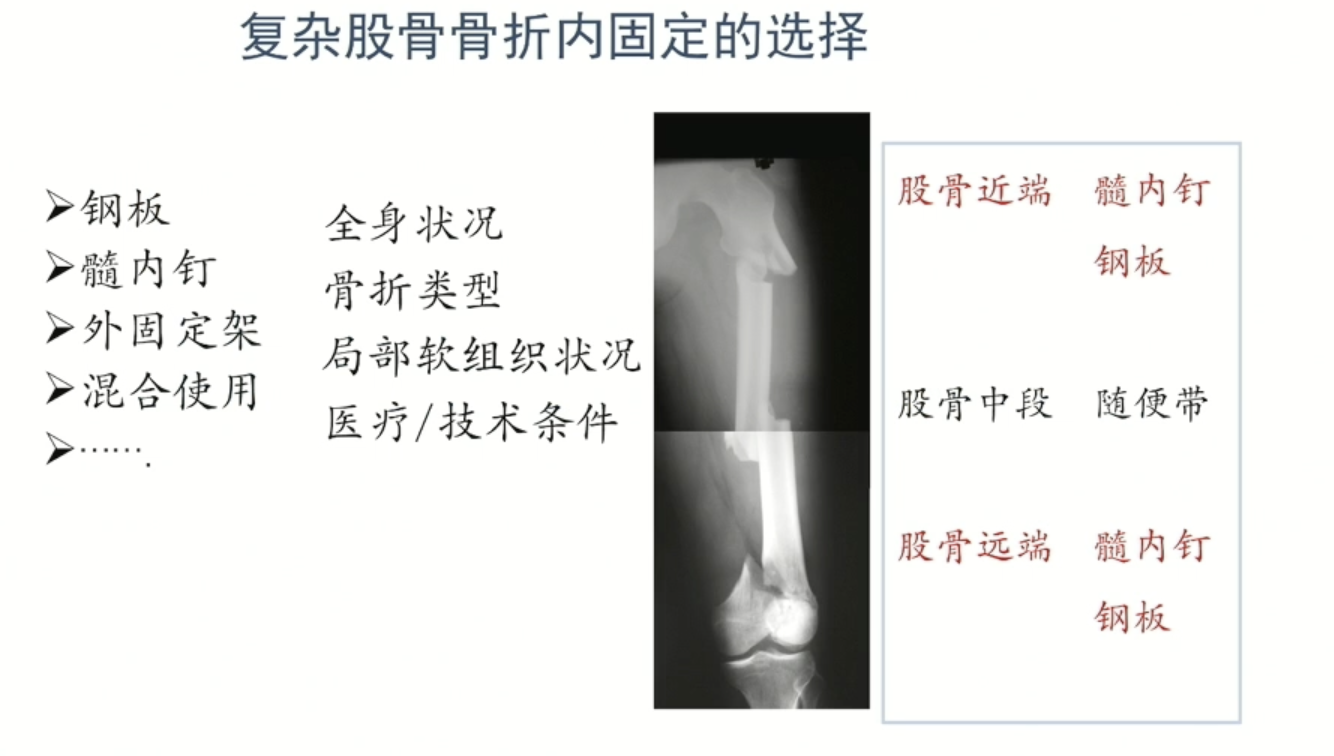 复杂股骨骨折内固定的选择
➢钢板
➢髓内钉
➢外固定架
➢混合使用
➢…….
全身状况
骨折类型
局部软组织状况
医疗/技术条件
股骨近端 髓内钉
钢板
股骨中段 随便带
股骨远端 髓内钉
钢板